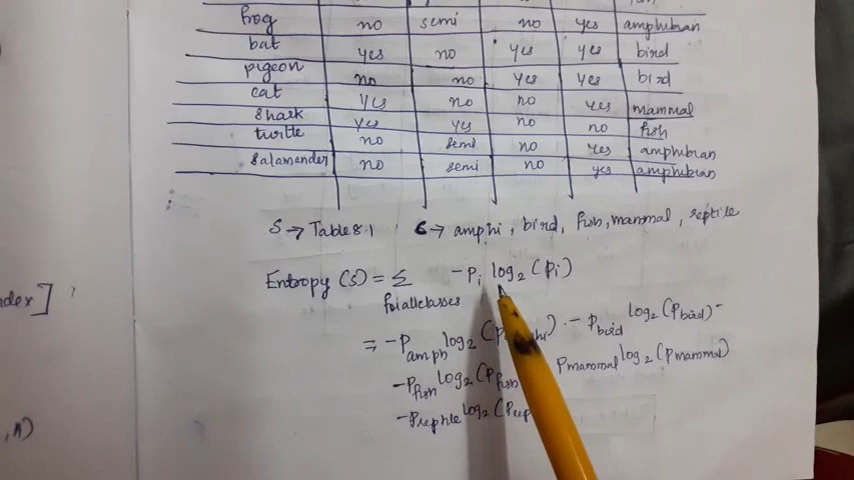 frog no semi no yes amphibian
bat yes no yes yes bird
pigeon no no yes yes bird
cat yes no no yes mammal
shark yes yes no no fish
turtle no semi no yes amphibian
salamander no semi no yes amphibian
S → Table 8.1 C → amphi, bird, fish, mammal, reptile
Entropy (S) = Σ -pi log2 (pi)
for all classes
= -Pamph log2 (P hi) - Pbird log2 (Pbird) -
-Pfish log2 (Pfish Pmammal log2 (Pmammal)
-Preptile log2 (Prep
ndex]
, A)